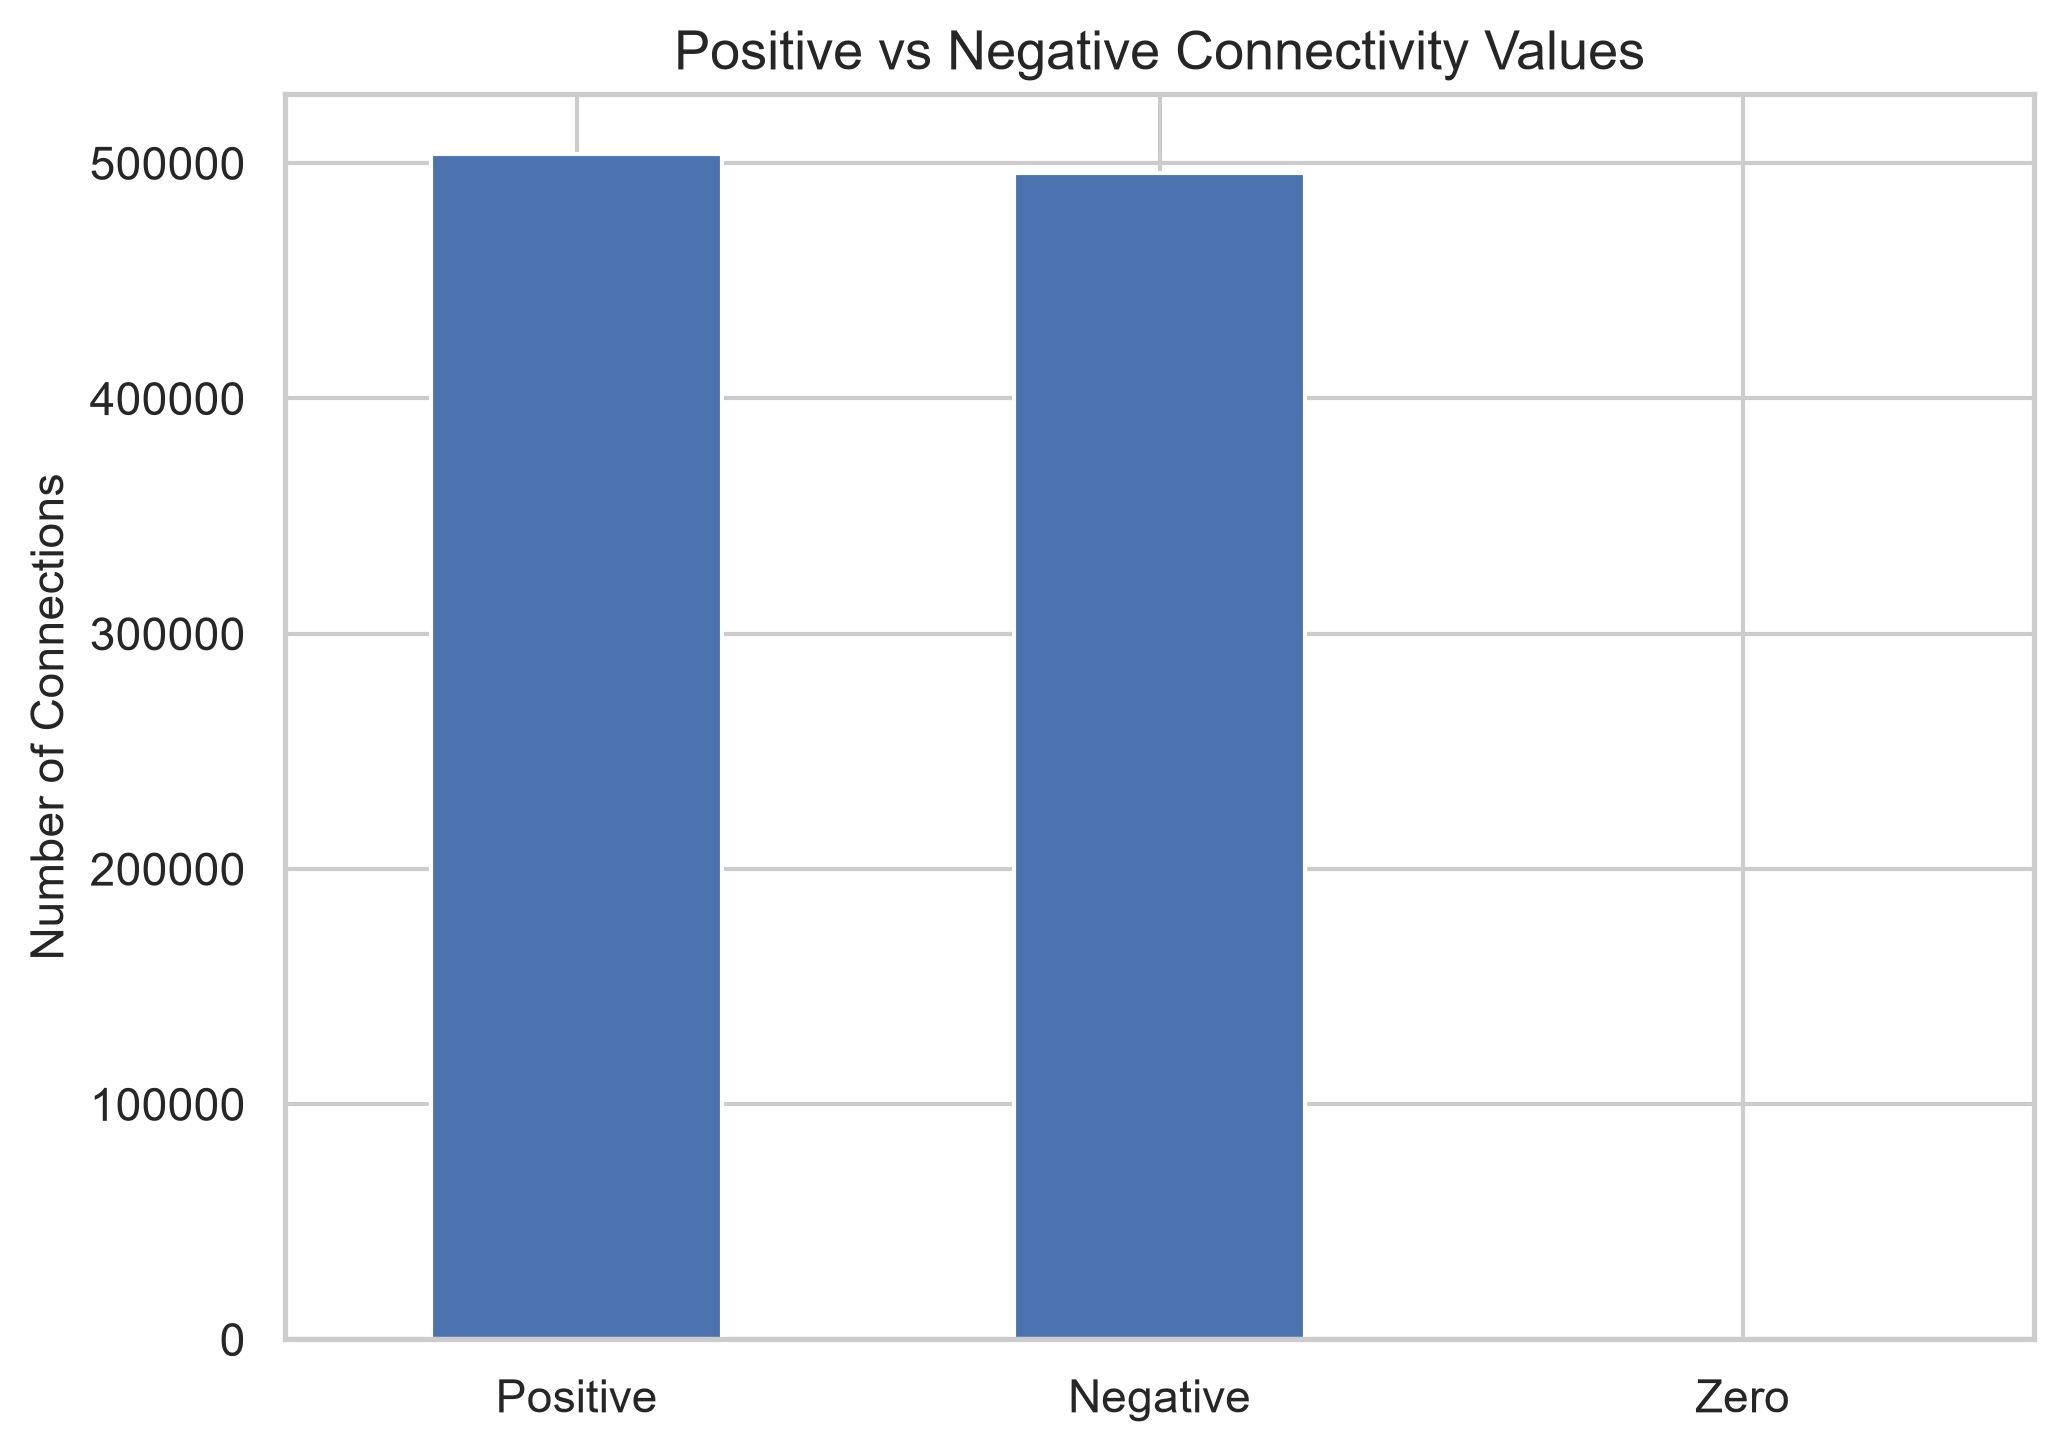 Positive vs Negative Connectivity Values
500000
400000
300000
200000
100000
0
Number of Connections
Positive
Negative
Zero